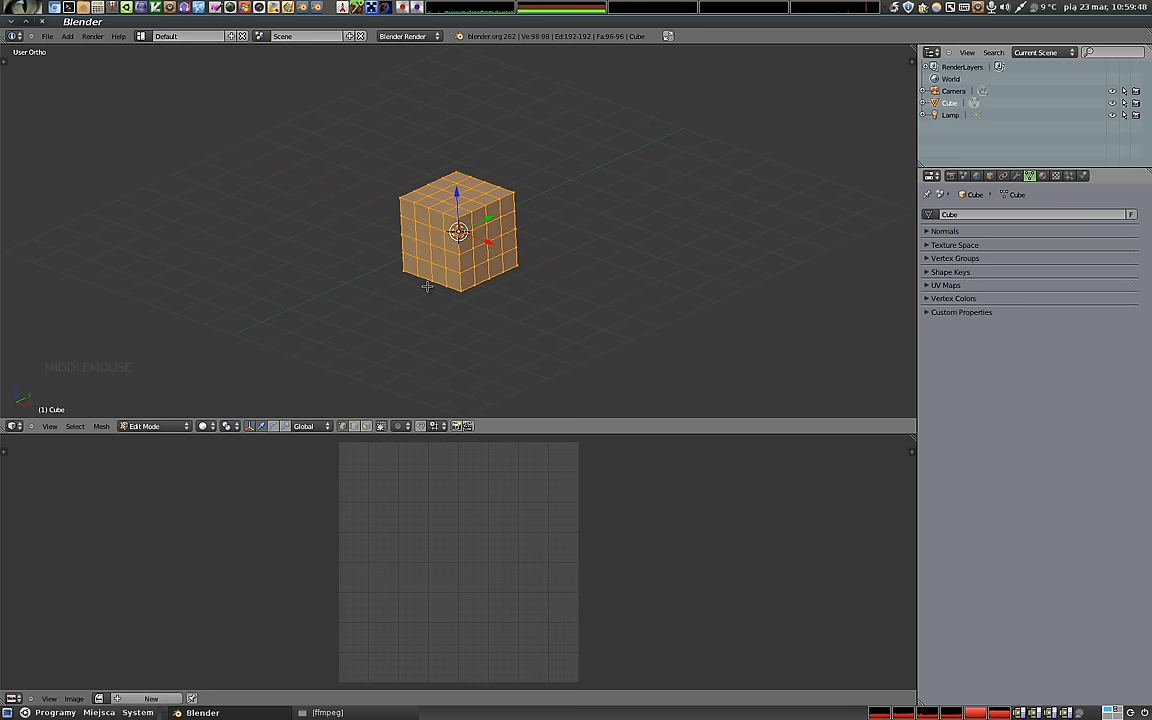 9 °C pią 23 mar, 10:59:48
Blender
File Add Render Help Default Scene Blender Render blender.org 262 | Ve:98-98 | Ed:192-192 | Fa:96-96 | Cube
User Ortho
View Search Current Scene
RenderLayers
World
Camera
Cube
Lamp
Cube Cube
Cube F
Normals
Texture Space
Vertex Groups
Shape Keys
UV Maps
Vertex Colors
Custom Properties
MIDDLEMOUSE
(1) Cube
View Select Mesh Edit Mode Global
View Image New
Programy Miejsca System Blender [ffmpeg]